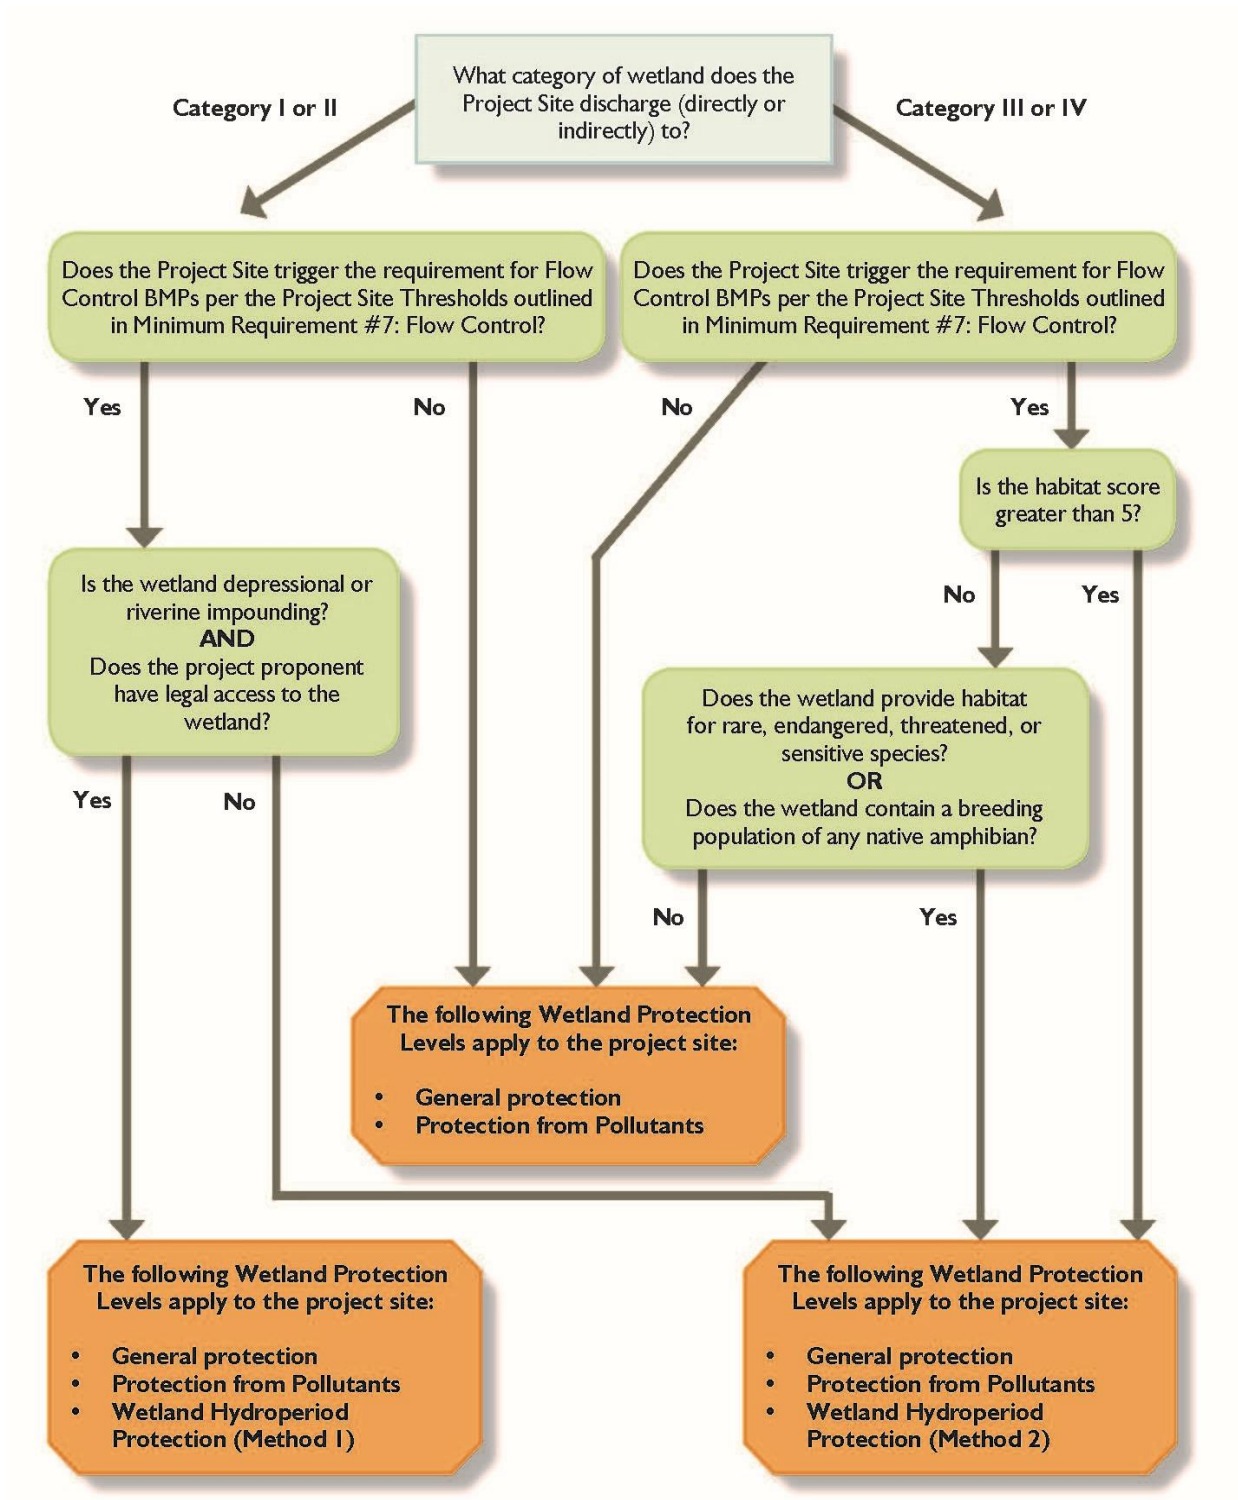 What category of wetland does the
Project Site discharge (directly or
indirectly) to?
Category I or II
Category III or IV
Does the Project Site trigger the requirement for Flow
Control BMPs per the Project Site Thresholds outlined
in Minimum Requirement #7: Flow Control?
Does the Project Site trigger the requirement for Flow
Control BMPs per the Project Site Thresholds outlined
in Minimum Requirement #7: Flow Control?
Yes
No
No
Yes
Is the habitat score
greater than 5?
Is the wetland depressional or
riverine impounding?
AND
Does the project proponent
have legal access to the
wetland?
No
Yes
Does the wetland provide habitat
for rare, endangered, threatened, or
sensitive species?
OR
Does the wetland contain a breeding
population of any native amphibian?
Yes
No
No
Yes
The following Wetland Protection
Levels apply to the project site:
• General protection
• Protection from Pollutants
The following Wetland Protection
Levels apply to the project site:
• General protection
• Protection from Pollutants
• Wetland Hydroperiod
Protection (Method 1)
The following Wetland Protection
Levels apply to the project site:
• General protection
• Protection from Pollutants
• Wetland Hydroperiod
Protection (Method 2)